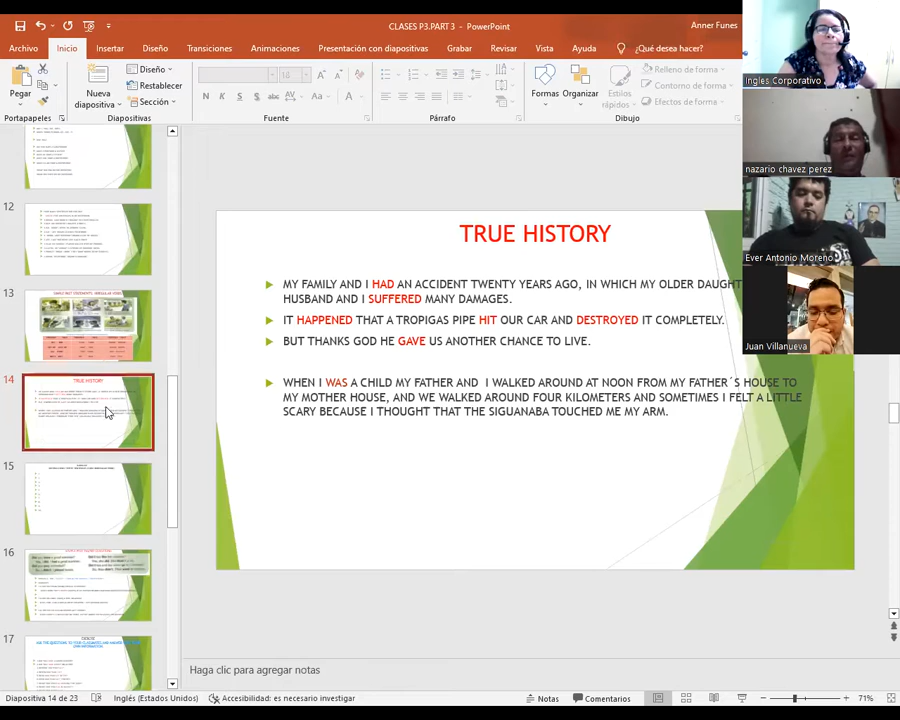 CLASES P3.PART 3 - PowerPoint
Anner Funes
Archivo Inicio Insertar Diseño Transiciones Animaciones Presentación con diapositivas Grabar Revisar Vista Ayuda ¿Qué desea hacer?
Pegar
Nueva diapositiva
Diseño
Restablecer
Sección
N K S S abc AV Aa A
Formas
Organizar
Estilos rápidos
Relleno de forma
Contorno de forma
Efectos de forma
Portapapeles Diapositivas Fuente Párrafo Dibujo
Ingles Corporativo
nazario chavez perez
Ever Antonio Moreno
Juan Villanueva
12
13
14
TRUE HISTORY
15
16
17
TRUE HISTORY
MY FAMILY AND I HAD AN ACCIDENT TWENTY YEARS AGO, IN WHICH MY OLDER DAUGHT
HUSBAND AND I SUFFERED MANY DAMAGES.
IT HAPPENED THAT A TROPIGAS PIPE HIT OUR CAR AND DESTROYED IT COMPLETELY.
BUT THANKS GOD HE GAVE US ANOTHER CHANCE TO LIVE.
WHEN I WAS A CHILD MY FATHER AND I WALKED AROUND AT NOON FROM MY FATHER´S HOUSE TO
MY MOTHER HOUSE, AND WE WALKED AROUND FOUR KILOMETERS AND SOMETIMES I FELT A LITTLE
SCARY BECAUSE I THOUGHT THAT THE SIGUANABA TOUCHED ME MY ARM.
Haga clic para agregar notas
Diapositiva 14 de 23 Inglés (Estados Unidos) Accesibilidad: es necesario investigar Notas Comentarios 71%